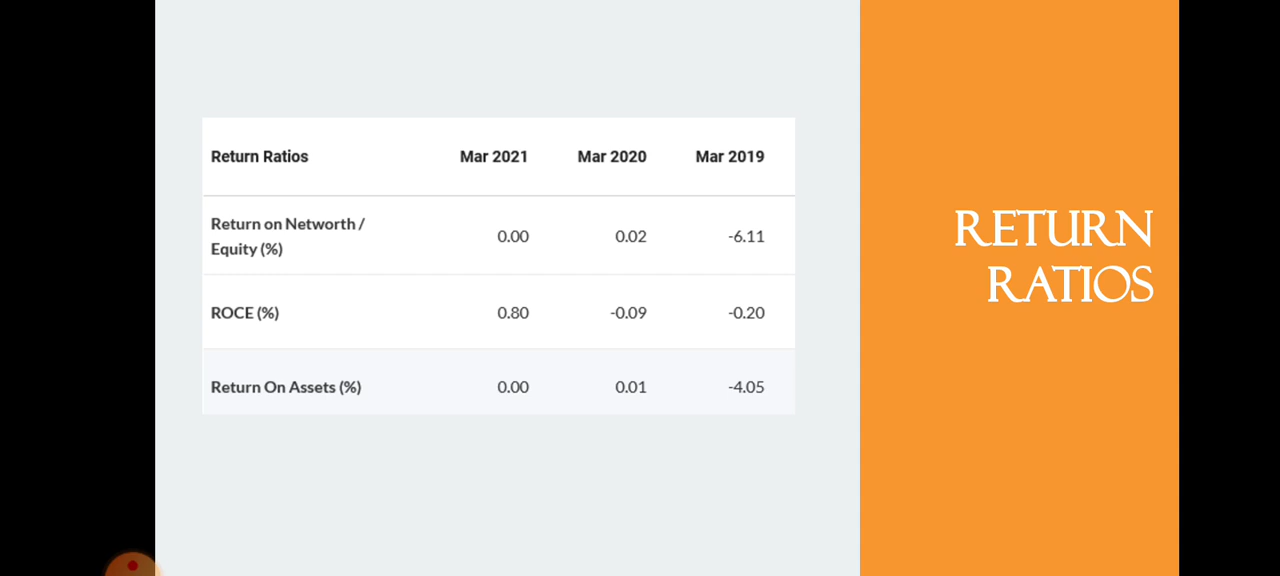 Return Ratios Mar 2021 Mar 2020 Mar 2019
Return on Networth /
Equity (%) 0.00 0.02 -6.11
ROCE (%) 0.80 -0.09 -0.20
Return On Assets (%) 0.00 0.01 -4.05
RETURN
RATIOS